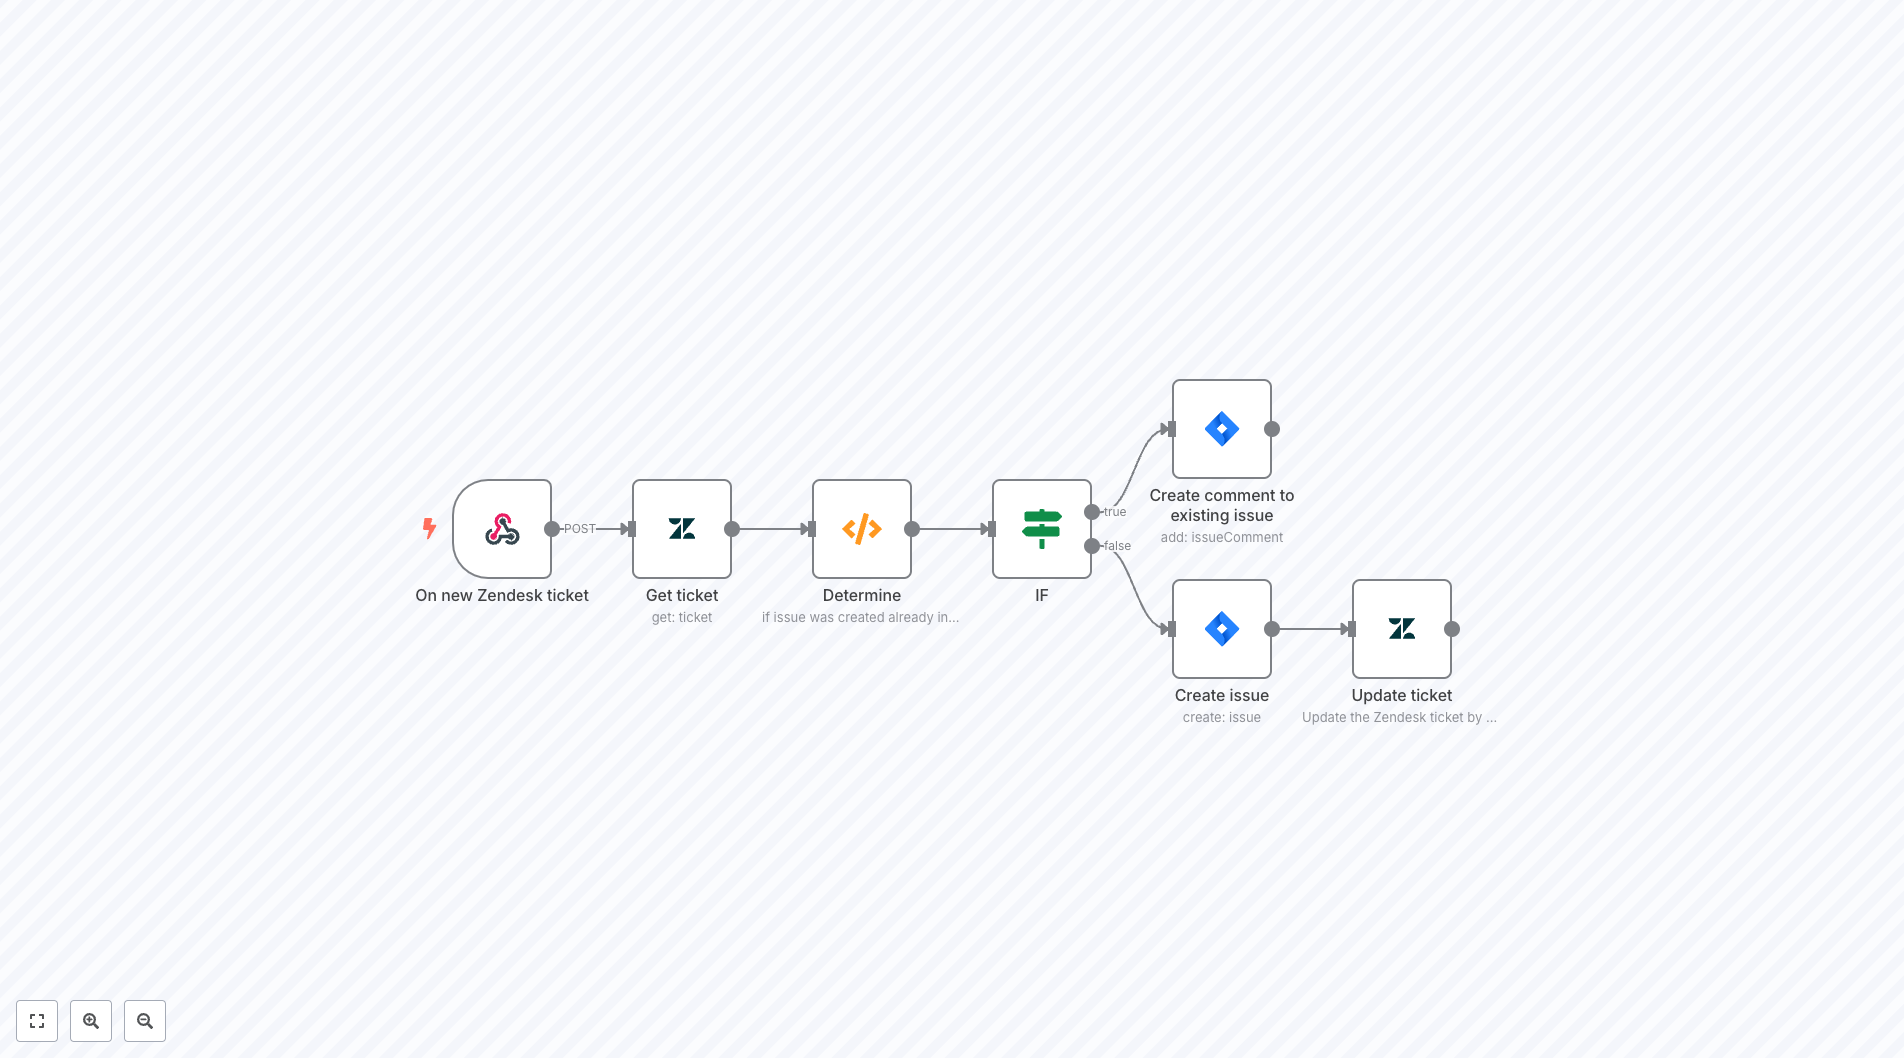 POST
true
false
On new Zendesk ticket
Get ticket
get: ticket
Determine
if issue was created already in...
IF
Create comment to
existing issue
add: issueComment
Create issue
create: issue
Update ticket
Update the Zendesk ticket by ...